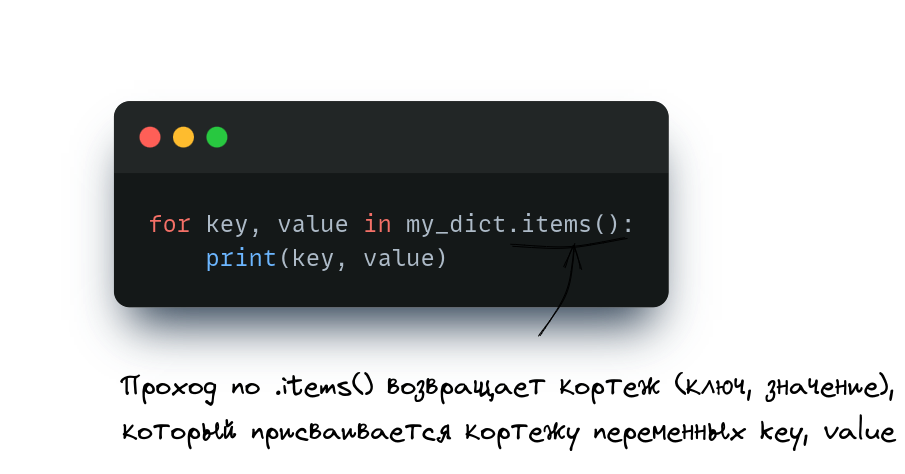 for key, value in my_dict.items():
    print(key, value)
Проход по .items() возвращает кортеж (ключ, значение),
который присваивается кортежу переменных key, value